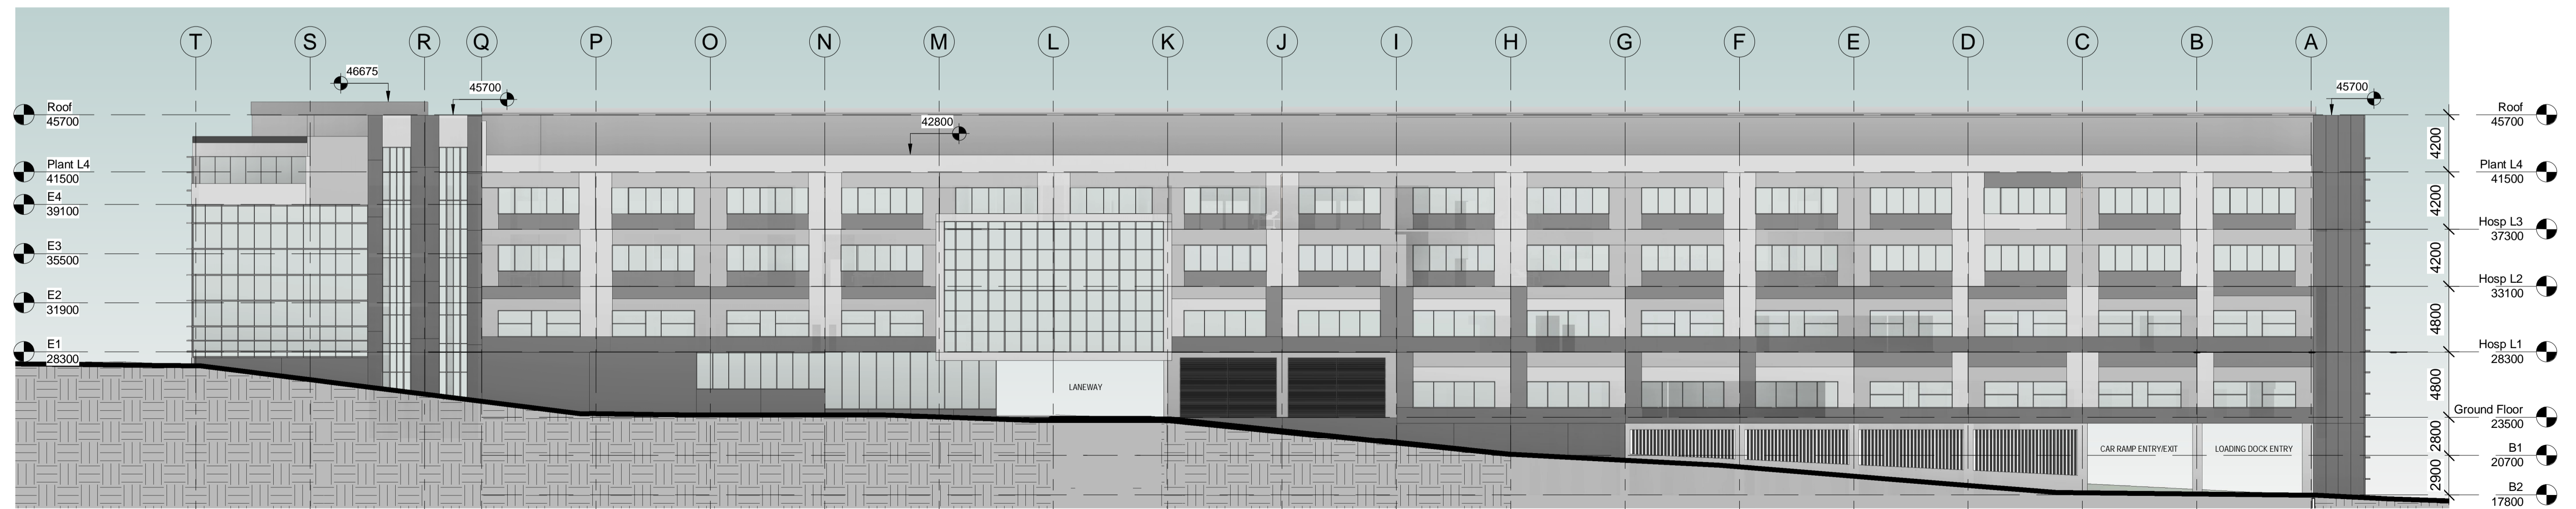 T S R Q P O N M L K J I H G F E D C B A
46675
45700
45700
42800
Roof
45700
Plant L4
41500
E4
39100
E3
35500
E2
31900
E1
28300
LANEWAY
CAR RAMP ENTRY/EXIT
LOADING DOCK ENTRY
4200
4200
4200
4800
4800
2800
2900
Roof
45700
Plant L4
41500
Hosp L3
37300
Hosp L2
33100
Hosp L1
28300
Ground Floor
23500
B1
20700
B2
17800